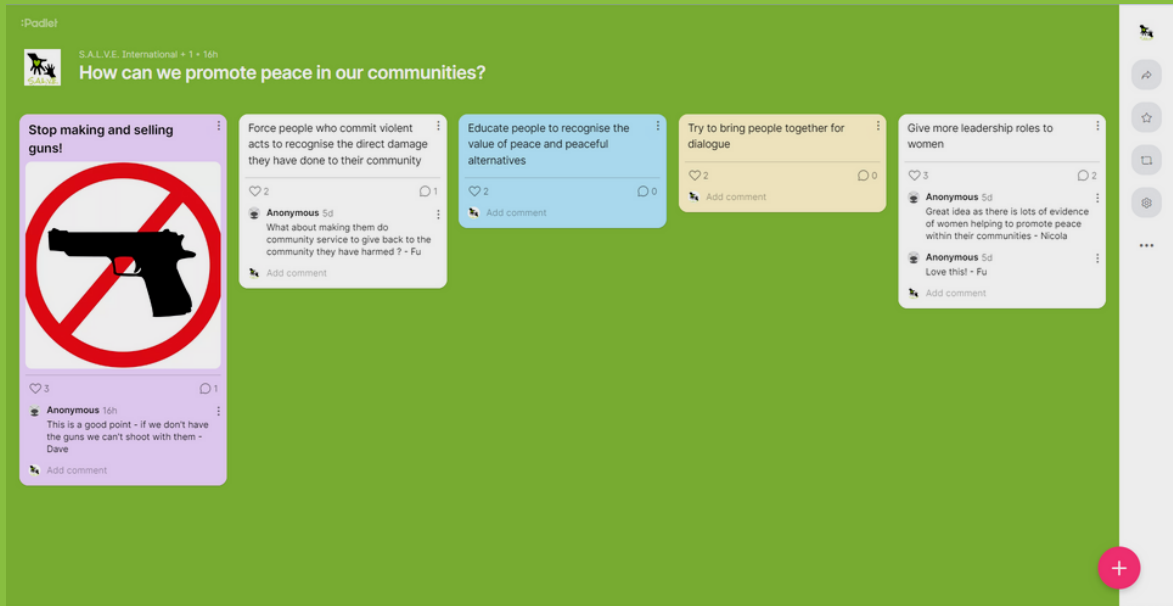 :Padlet
S.A.L.V.E. International + 1 • 16h
How can we promote peace in our communities?
Stop making and selling
guns!
3
1
Anonymous 16h
This is a good point - if we don't have
the guns we can't shoot with them -
Dave
Add comment
Force people who commit violent
acts to recognise the direct damage
they have done to their community
2
1
Anonymous 5d
What about making them do
community service to give back to the
community they have harmed ? - Fu
Add comment
Educate people to recognise the
value of peace and peaceful
alternatives
2
0
Add comment
Try to bring people together for
dialogue
2
0
Add comment
Give more leadership roles to
women
3
2
Anonymous 5d
Great idea as there is lots of evidence
of women helping to promote peace
within their communities - Nicola
Anonymous 5d
Love this! - Fu
Add comment